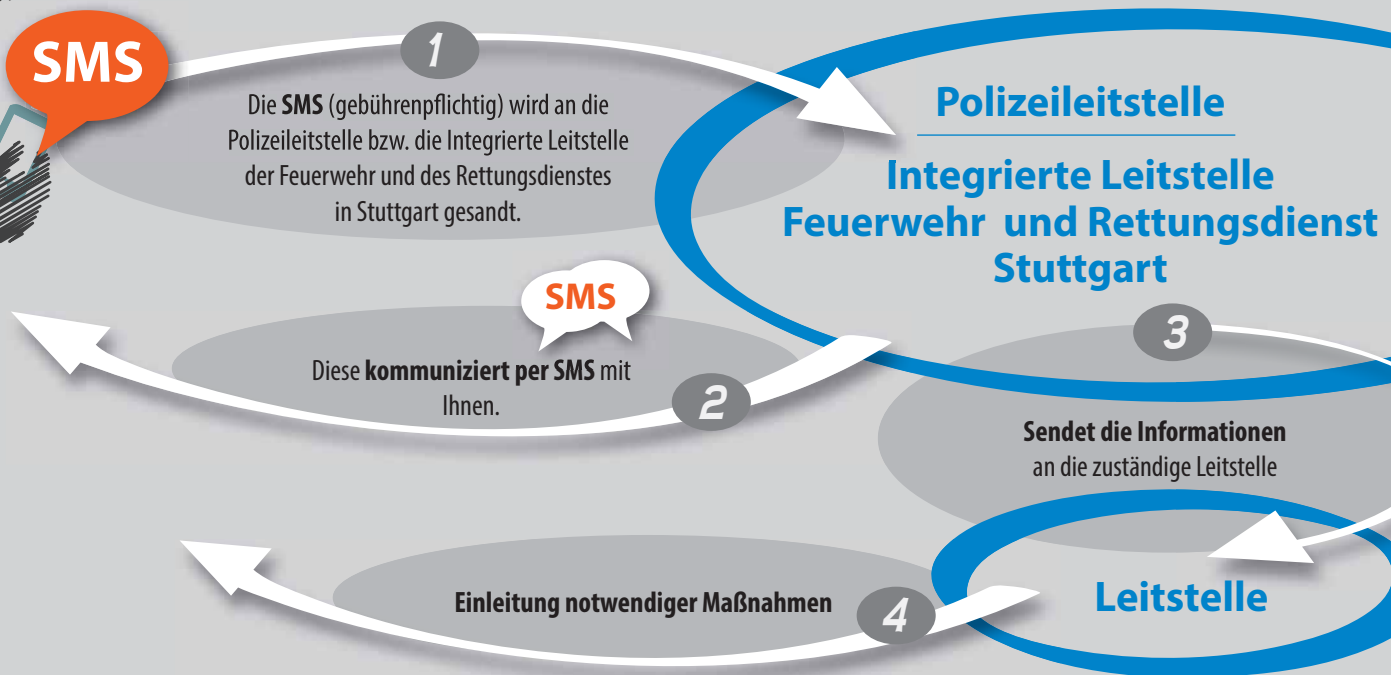 SMS
1
Die SMS (gebührenpflichtig) wird an die
Polizeileitstelle bzw. die Integrierte Leitstelle
der Feuerwehr und des Rettungsdienstes
in Stuttgart gesandt.
Polizeileitstelle
Integrierte Leitstelle
Feuerwehr und Rettungsdienst
Stuttgart
SMS
Diese kommuniziert per SMS mit
Ihnen.
2
3
Sendet die Informationen
an die zuständige Leitstelle
Einleitung notwendiger Maßnahmen
4
Leitstelle